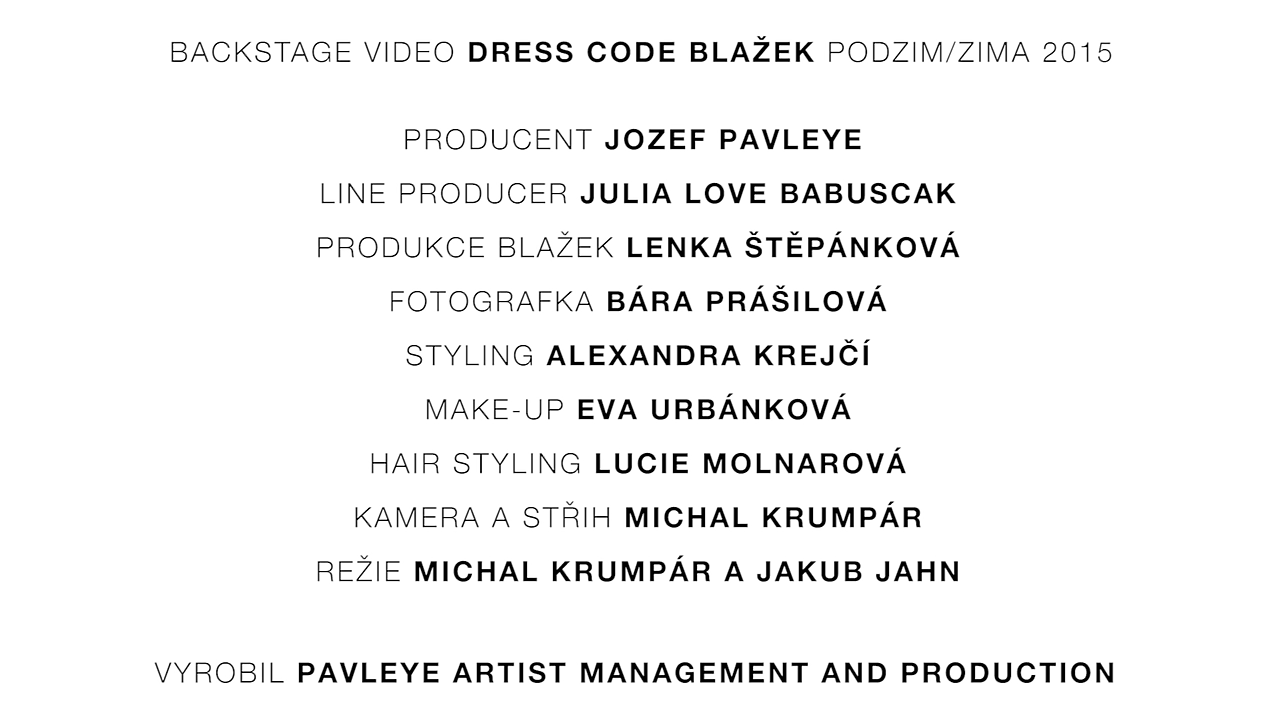 BACKSTAGE VIDEO DRESS CODE BLAŽEK PODZIM/ZIMA 2015
PRODUCENT JOZEF PAVLEYE
LINE PRODUCER JULIA LOVE BABUSCAK
PRODUKCE BLAŽEK LENKA ŠTĚPÁNKOVÁ
FOTOGRAFKA BÁRA PRÁŠILOVÁ
STYLING ALEXANDRA KREJČÍ
MAKE-UP EVA URBÁNKOVÁ
HAIR STYLING LUCIE MOLNAROVÁ
KAMERA A STŘIH MICHAL KRUMPÁR
REŽIE MICHAL KRUMPÁR A JAKUB JAHN
VYROBIL PAVLEYE ARTIST MANAGEMENT AND PRODUCTION